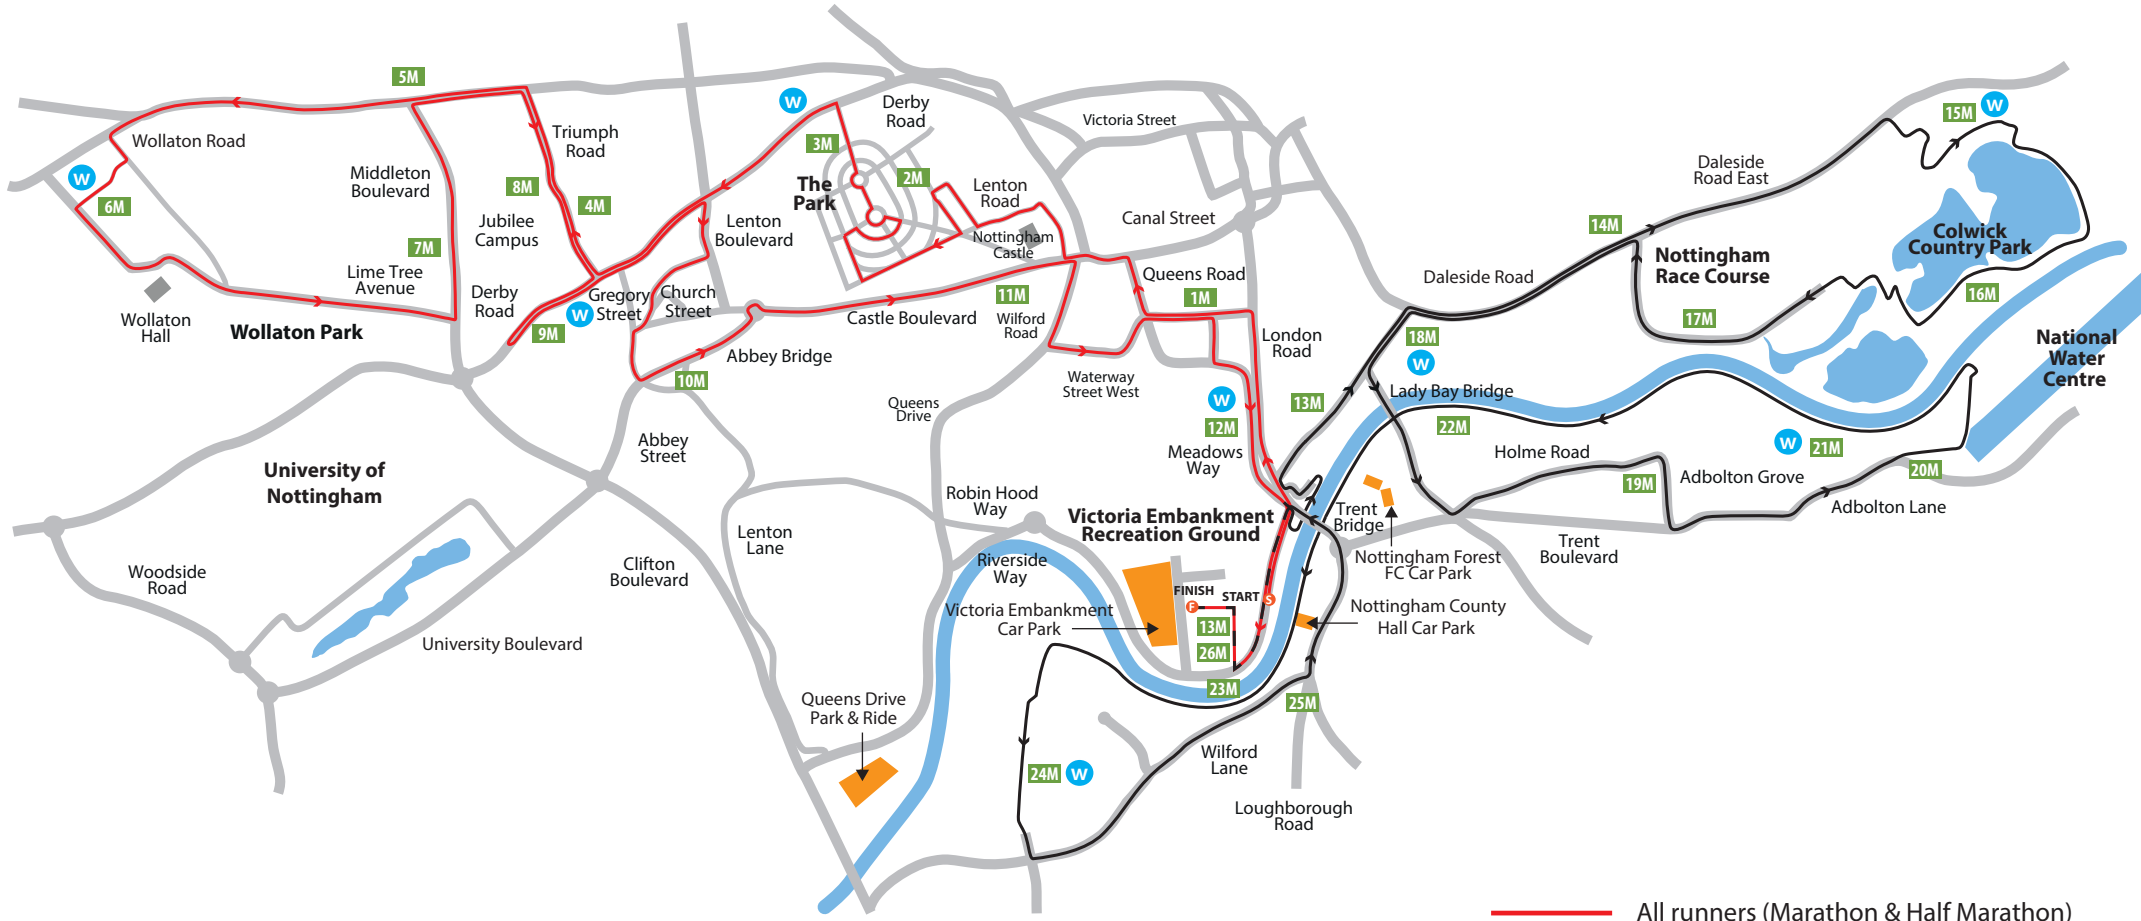 5M
W
Derby
Road
Victoria Street
15M
W
Wollaton Road
Triumph
Road
3M
Daleside
Road East
W
Middleton
Boulevard
8M
4M
The
Park
2M
Lenton
Road
6M
Jubilee
Campus
Lenton
Boulevard
Canal Street
14M
Colwick
Country Park
7M
Nottingham
Castle
Nottingham
Race Course
Lime Tree
Avenue
Queens Road
1M
Daleside Road
16M
Derby
Road
Gregory
Street
Church
Street
11M
Wollaton
Hall
Wollaton Park
W
9M
Castle Boulevard
Wilford
Road
London
Road
18M
17M
National
Water
Centre
Abbey Bridge
10M
Waterway
Street West
W
Lady Bay Bridge
Queens
Drive
W
13M
12M
22M
Abbey
Street
Meadows
Way
Holme Road
W
21M
University of
Nottingham
19M
Adbolton Grove
20M
Robin Hood
Way
Victoria Embankment
Recreation Ground
Trent
Bridge
Adbolton Lane
Lenton
Lane
Trent
Boulevard
Woodside
Road
Clifton
Boulevard
Riverside
Way
Nottingham Forest
FC Car Park
FINISH
F
START
S
Victoria Embankment
Car Park
13M
26M
Nottingham County
Hall Car Park
University Boulevard
23M
25M
Queens Drive
Park & Ride
24M
W
Wilford
Lane
Loughborough
Road
All runners (Marathon & Half Marathon)